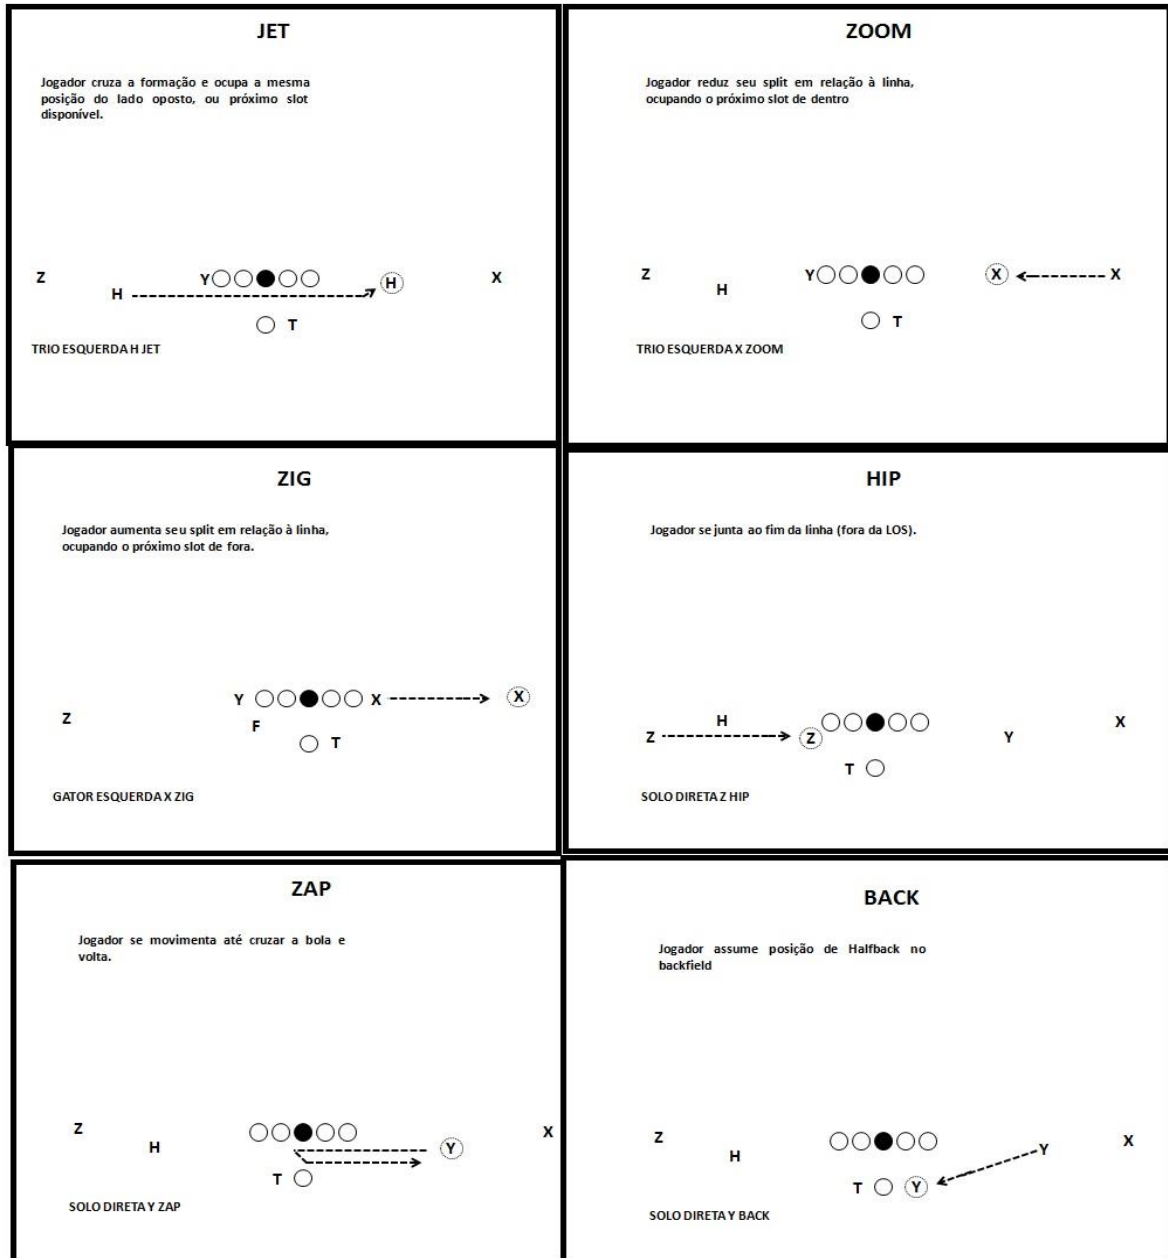 JET
Jogador cruza a formação e ocupa a mesma
posição do lado oposto, ou próximo slot
disponível.
Z
Y
H
X
H
T
TRIO ESQUERDA H JET
ZOOM
Jogador reduz seu split em relação à linha,
ocupando o próximo slot de dentro
Z
Y
X
X
H
T
TRIO ESQUERDA X ZOOM
ZIG
Jogador aumenta seu split em relação à linha,
ocupando o próximo slot de fora.
Y
X
X
Z
F
T
GATOR ESQUERDA X ZIG
HIP
Jogador se junta ao fim da linha (fora da LOS).
H
X
Z
Z
Y
T
SOLO DIRETA Z HIP
ZAP
Jogador se movimenta até cruzar a bola e
volta.
Z
X
H
Y
T
SOLO DIRETA Y ZAP
BACK
Jogador assume posição de Halfback no
backfield
Z
X
H
Y
T
Y
SOLO DIRETA Y BACK